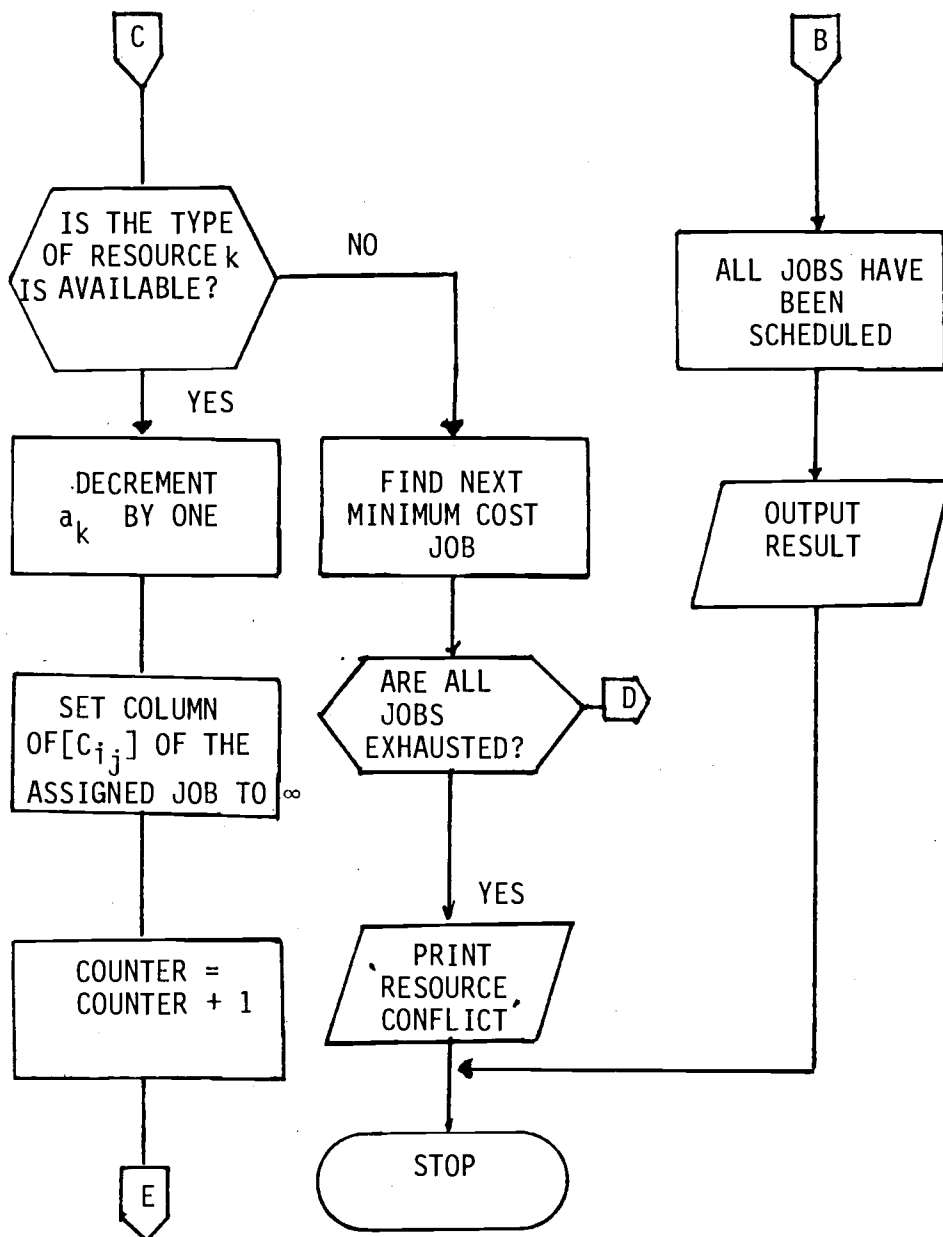 C
IS THE TYPE
OF RESOURCE k
IS AVAILABLE?
NO
YES
DECREMENT
a_k BY ONE
SET COLUMN
OF[C_ij] OF THE
ASSIGNED JOB TO ∞
COUNTER =
COUNTER + 1
E
FIND NEXT
MINIMUM COST
JOB
ARE ALL
JOBS
EXHAUSTED?
D
YES
PRINT
‘RESOURCE
CONFLICT’
STOP
B
ALL JOBS HAVE
BEEN
SCHEDULED
OUTPUT
RESULT